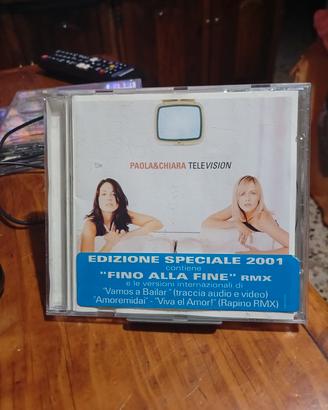 PAOLA&CHIARA TELEVISION
EDIZIONE SPECIALE 2001
contiene
"FINO ALLA FINE" RMX
e le versioni internazionali di
"Vamos a Bailar" (traccia audio e video)
"Amoremidai" - "Viva el Amor!" (Rapino RMX)